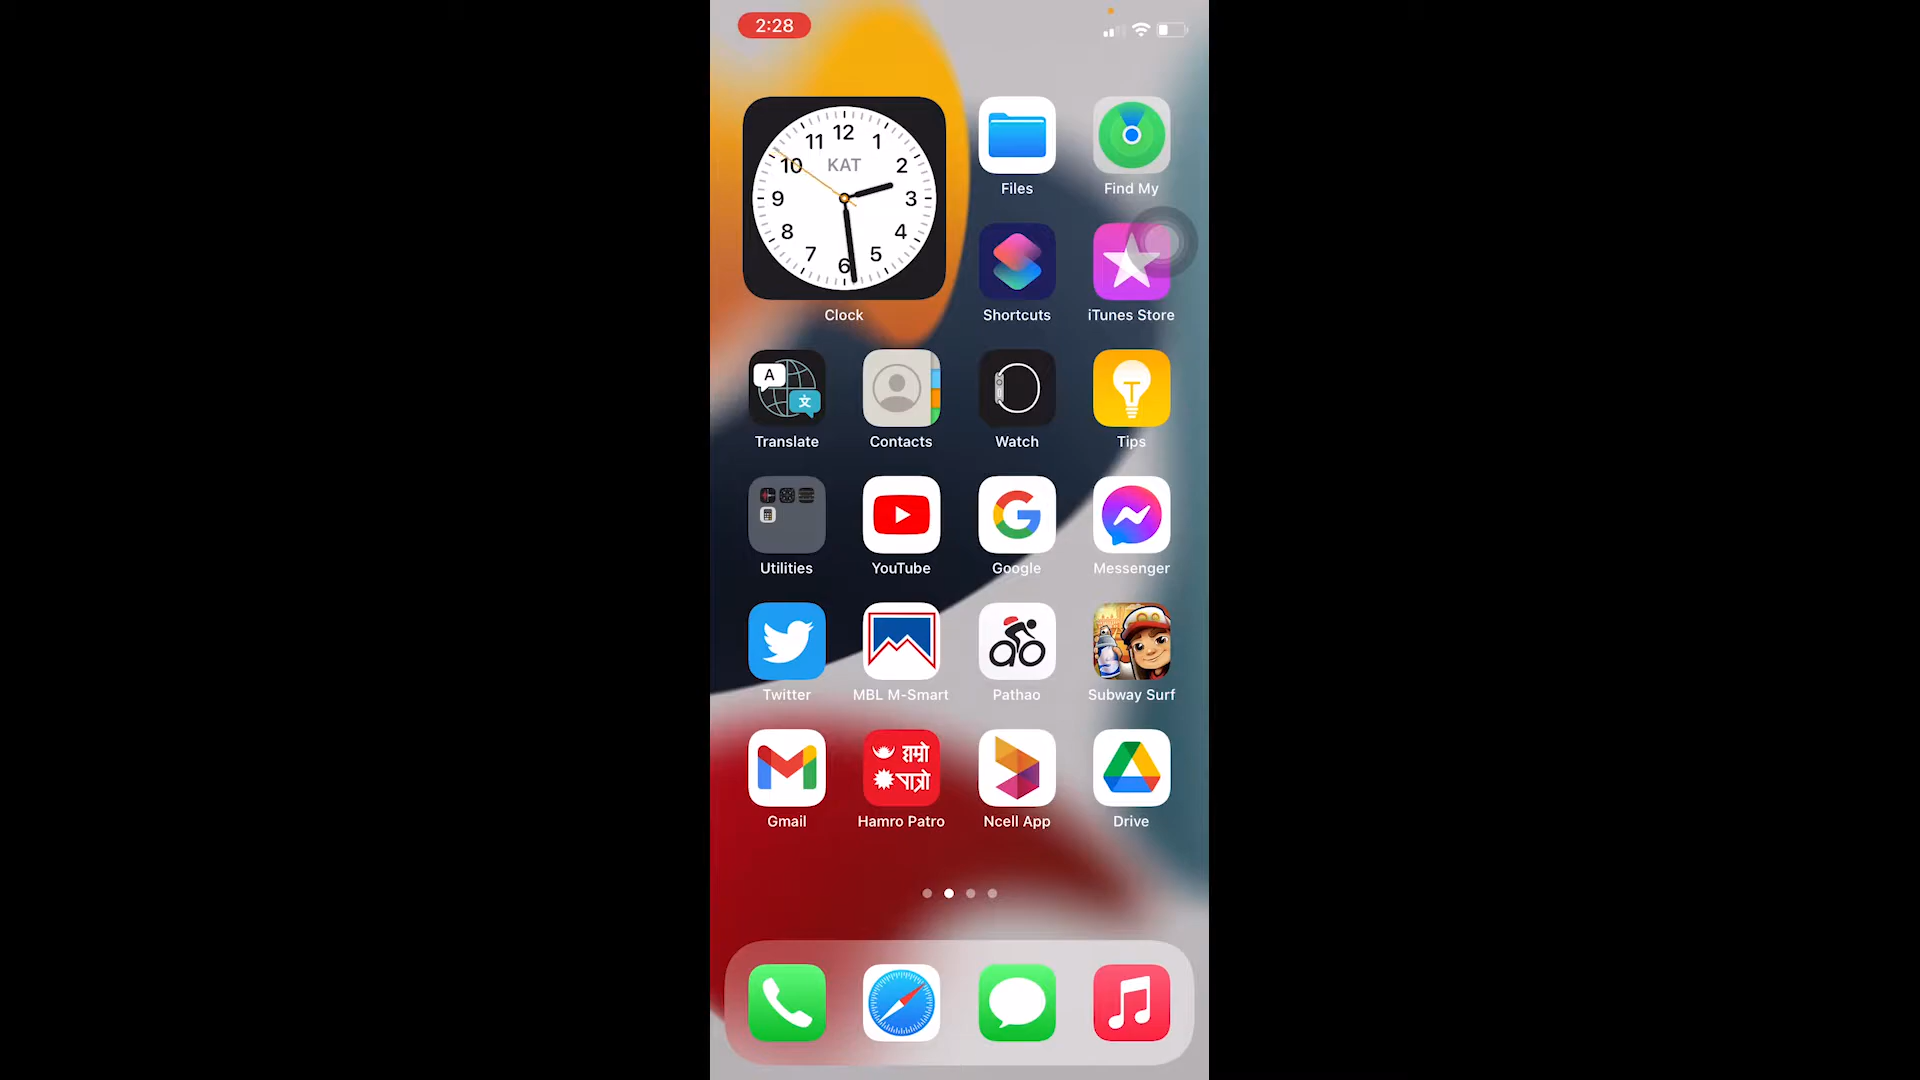 2:28
12
11 1
10 KAT 2
9 3
8 4
7 5
6
Clock
Files
Find My
Shortcuts
iTunes Store
A
文
Translate
Contacts
Watch
Tips
Utilities
YouTube
Google
Messenger
Twitter
MBL M-Smart
Pathao
Subway Surf
हाम्रो
पात्रो
Gmail
Hamro Patro
Ncell App
Drive